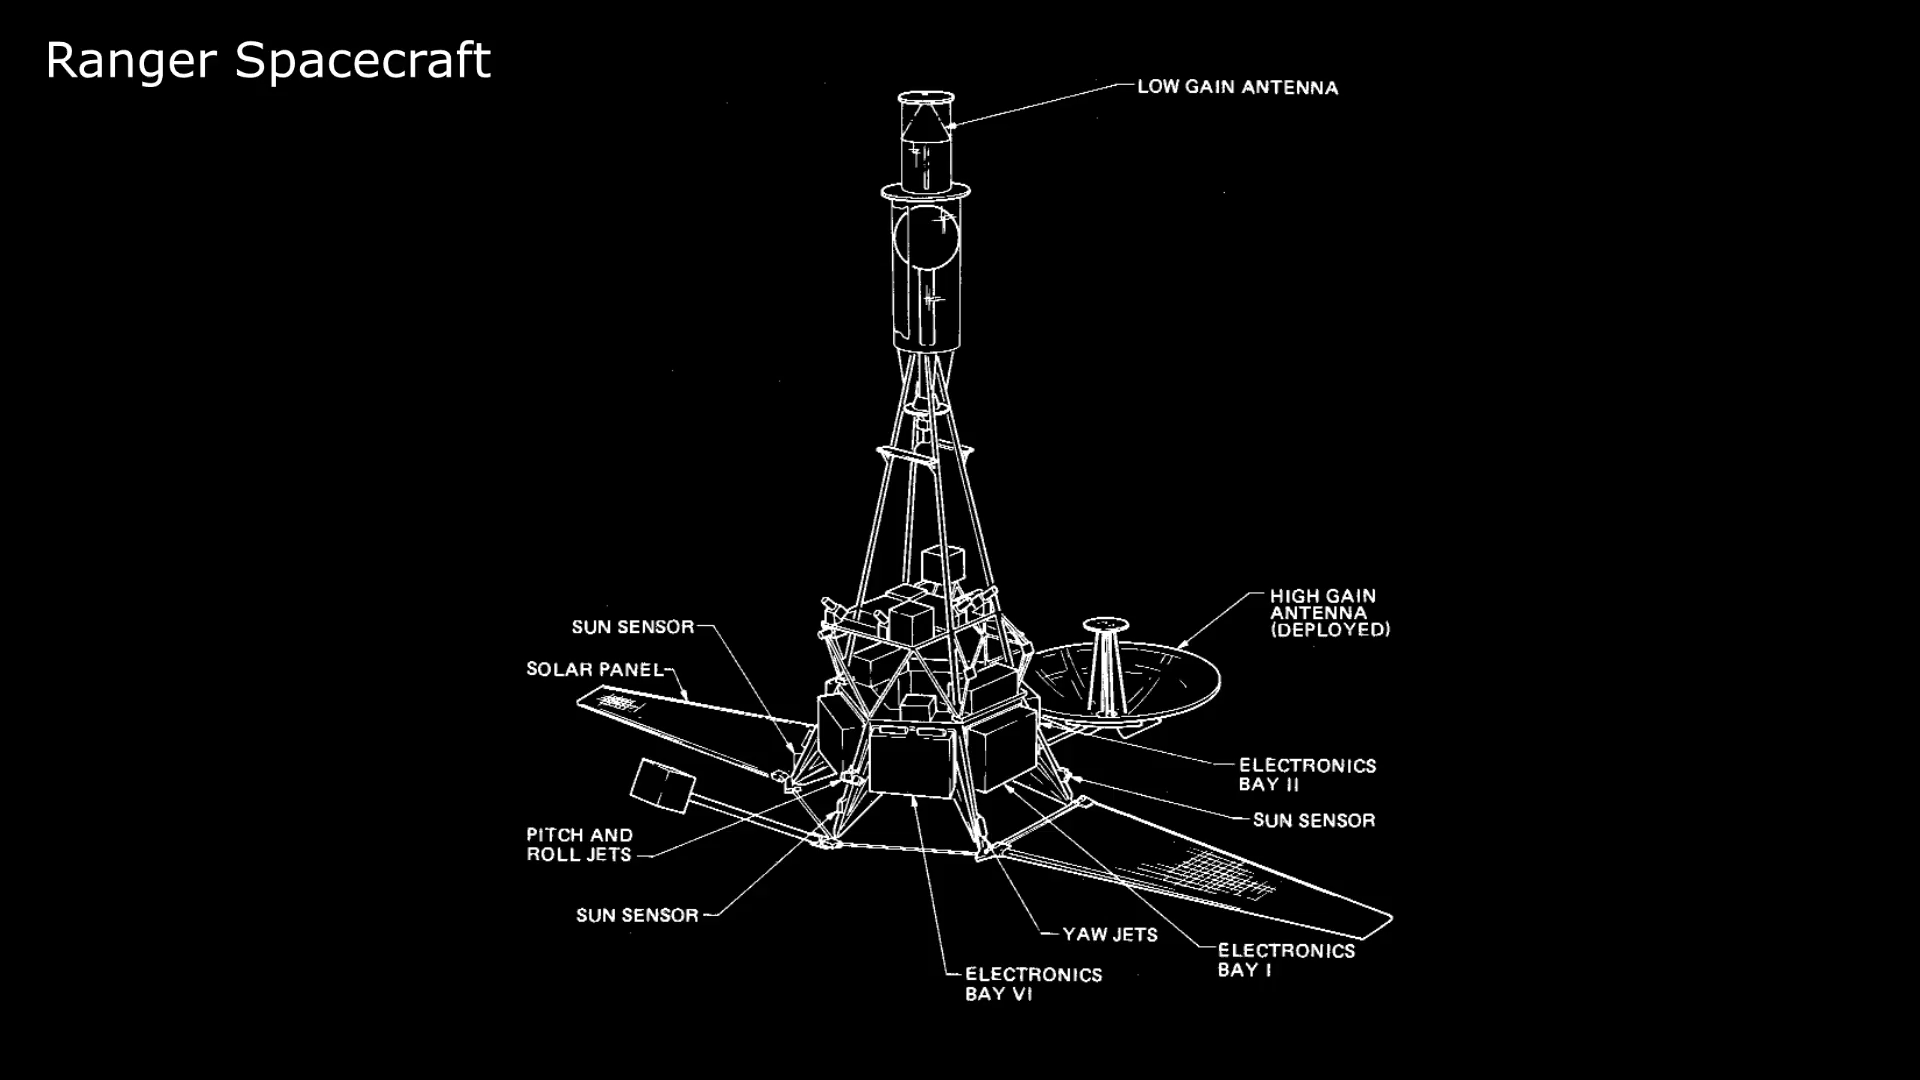 Ranger Spacecraft
LOW GAIN ANTENNA
HIGH GAIN
ANTENNA
(DEPLOYED)
SUN SENSOR
SOLAR PANEL
ELECTRONICS
BAY II
SUN SENSOR
PITCH AND
ROLL JETS
SUN SENSOR
YAW JETS
ELECTRONICS
BAY I
ELECTRONICS
BAY VI